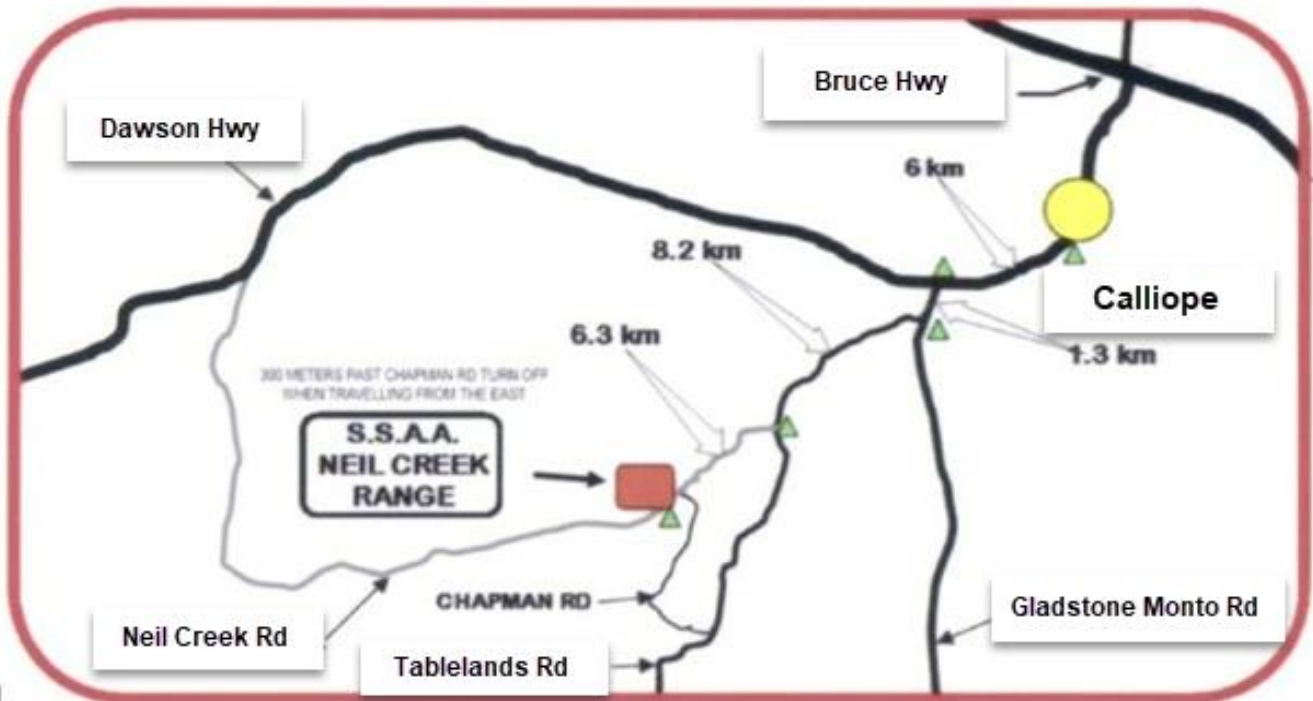 Bruce Hwy
Dawson Hwy
6 km
8.2 km
Calliope
6.3 km
1.3 km
300 METERS PAST CHAPMAN RD TURN OFF
WHEN TRAVELLING FROM THE EAST
S.S.A.A.
NEIL CREEK
RANGE
CHAPMAN RD
Gladstone Monto Rd
Neil Creek Rd
Tablelands Rd